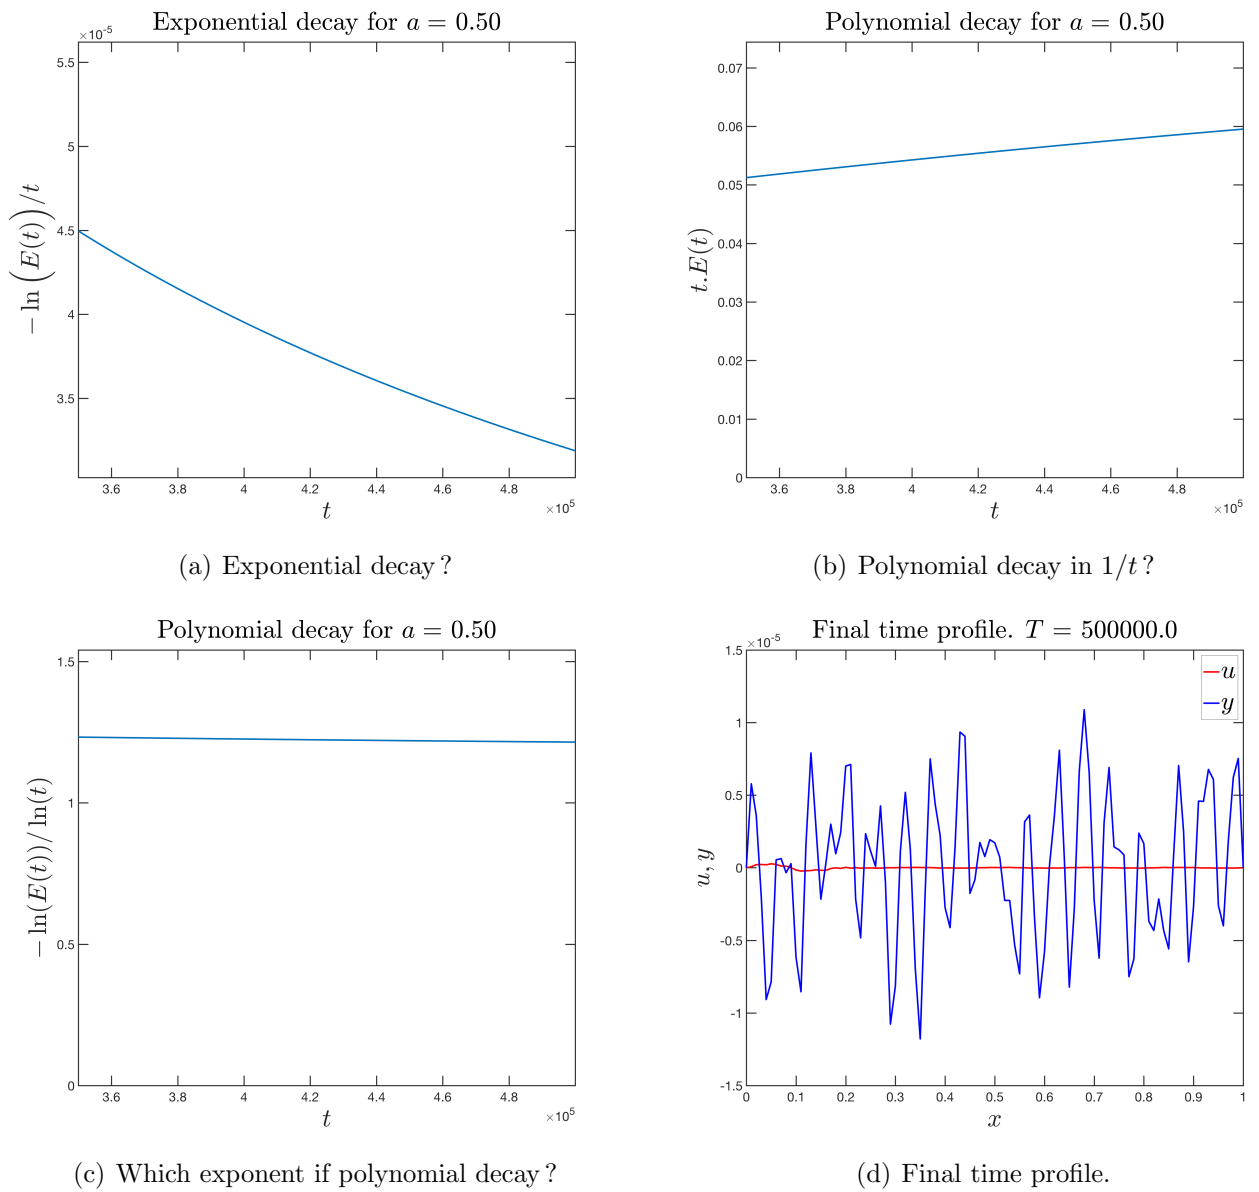 Exponential decay for a = 0.50
×10⁻⁵
5.5
5
4.5
4
3.5
− ln (E(t))/t
3.6 3.8 4 4.2 4.4 4.6 4.8
×10⁵
t
(a) Exponential decay ?
Polynomial decay for a = 0.50
0.07
0.06
0.05
0.04
0.03
0.02
0.01
0
t.E(t)
3.6 3.8 4 4.2 4.4 4.6 4.8
×10⁵
t
(b) Polynomial decay in 1/t ?
Polynomial decay for a = 0.50
1.5
1
0.5
0
− ln(E(t))/ ln(t)
3.6 3.8 4 4.2 4.4 4.6 4.8
×10⁵
t
(c) Which exponent if polynomial decay ?
Final time profile. T = 500000.0
×10⁻⁵
1.5
1
0.5
0
-0.5
-1
-1.5
u, y
u
y
0 0.1 0.2 0.3 0.4 0.5 0.6 0.7 0.8 0.9 1
x
(d) Final time profile.